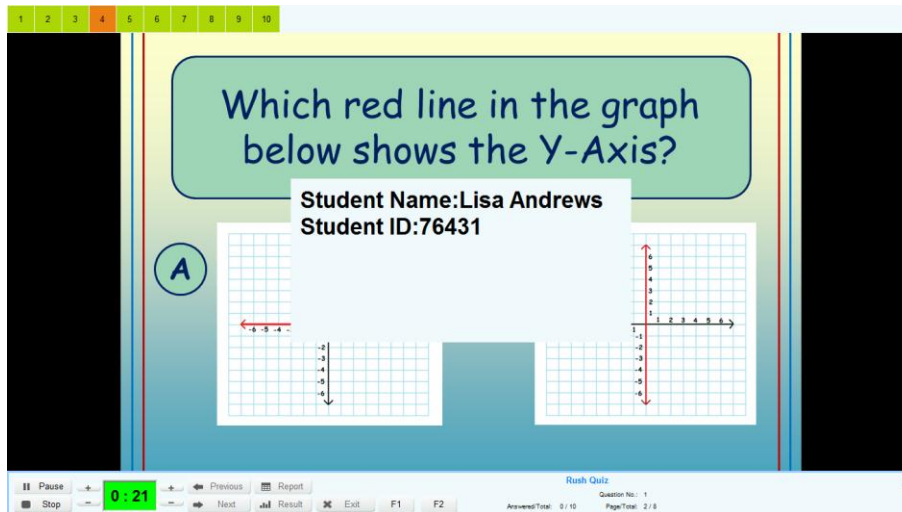 1 2 3 4 5 6 7 8 9 10
Which red line in the graph
below shows the Y-Axis?
Student Name:Lisa Andrews
Student ID:76431
A
-6 -5 -4
-2
-3
-4
-5
-6
6
5
4
3
2
1
1 1 2 3 4 5 6
-1
-2
-3
-4
-5
-6
Pause + 0 : 21 + Previous Report
Stop - - Next Result Exit F1 F2
Rush Quiz
Question No.: 1
Answered/Total: 0 / 10 Page/Total: 2 / 6